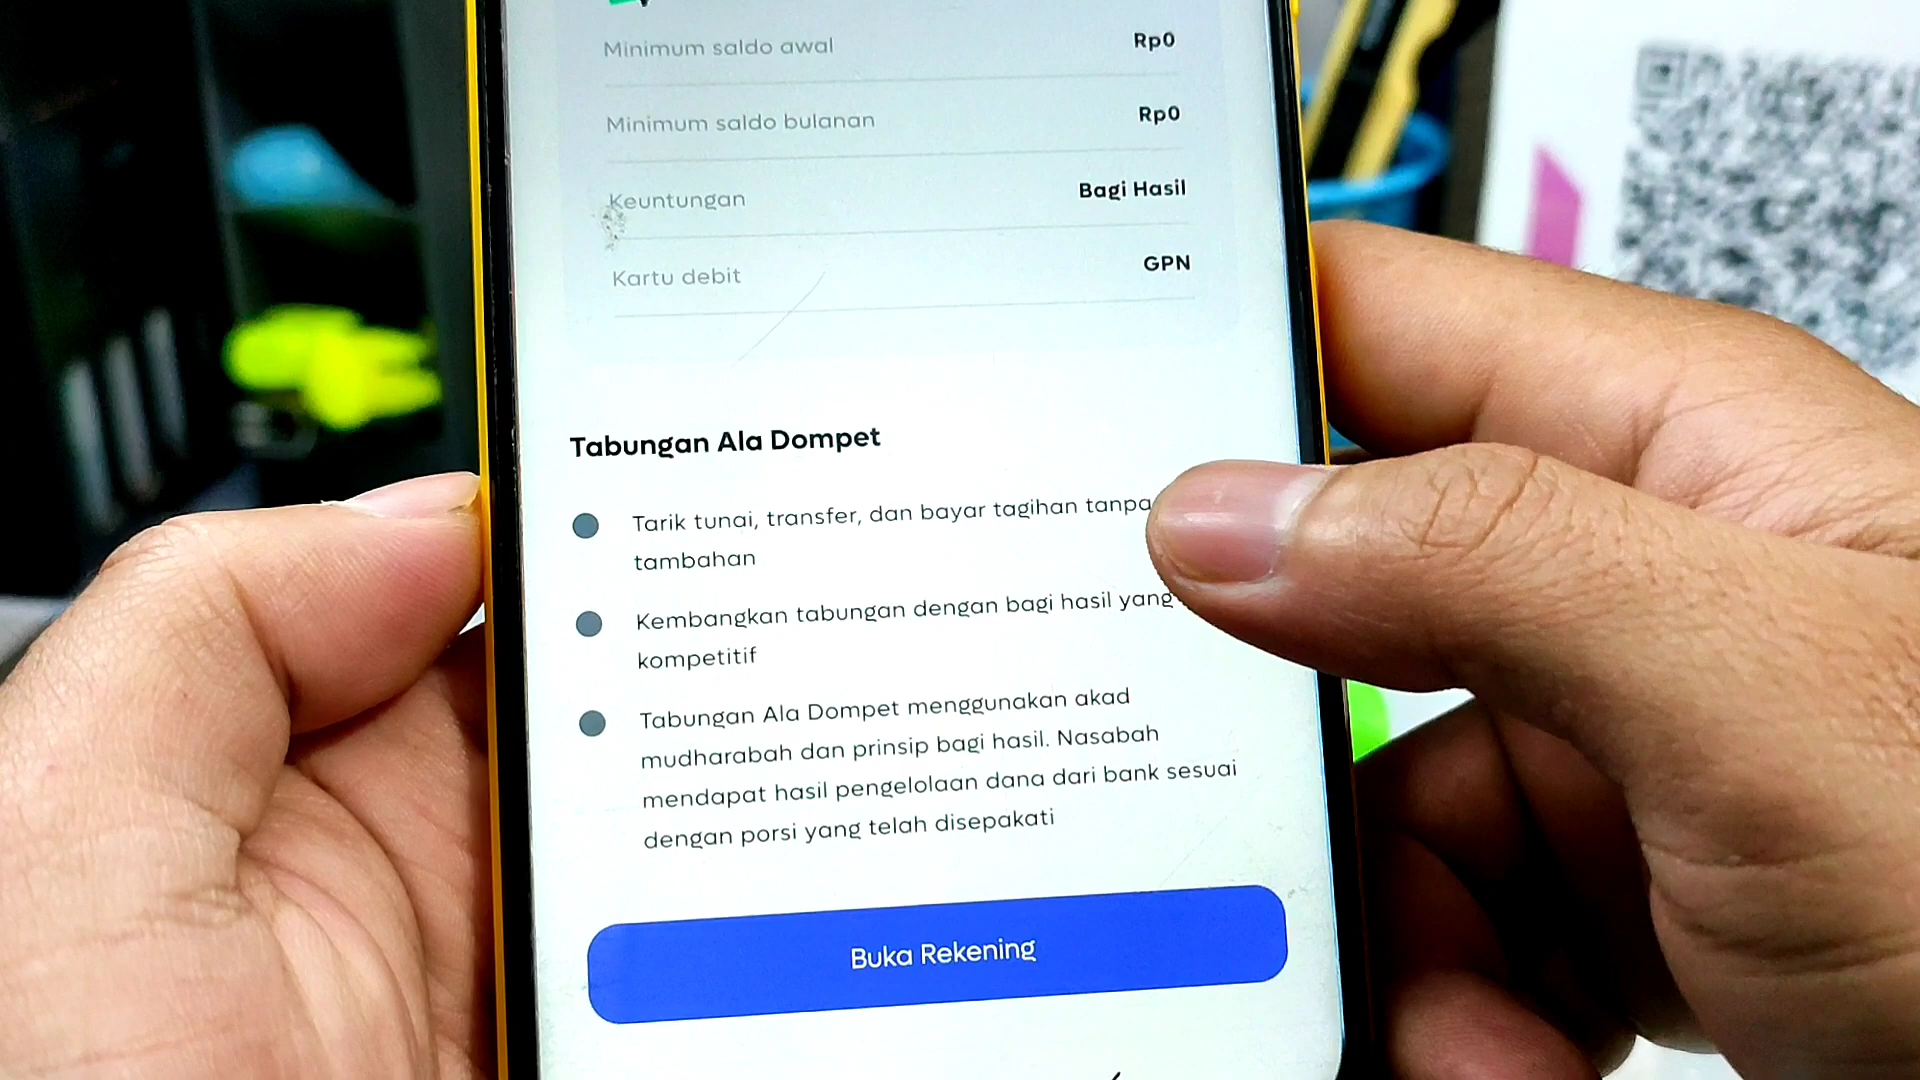 Minimum saldo awal Rp0
Minimum saldo bulanan Rp0
Keuntungan Bagi Hasil
Kartu debit GPN
Tabungan Ala Dompet
Tarik tunai, transfer, dan bayar tagihan tanpa
tambahan
Kembangkan tabungan dengan bagi hasil yang
kompetitif
Tabungan Ala Dompet menggunakan akad
mudharabah dan prinsip bagi hasil. Nasabah
mendapat hasil pengelolaan dana dari bank sesuai
dengan porsi yang telah disepakati
Buka Rekening